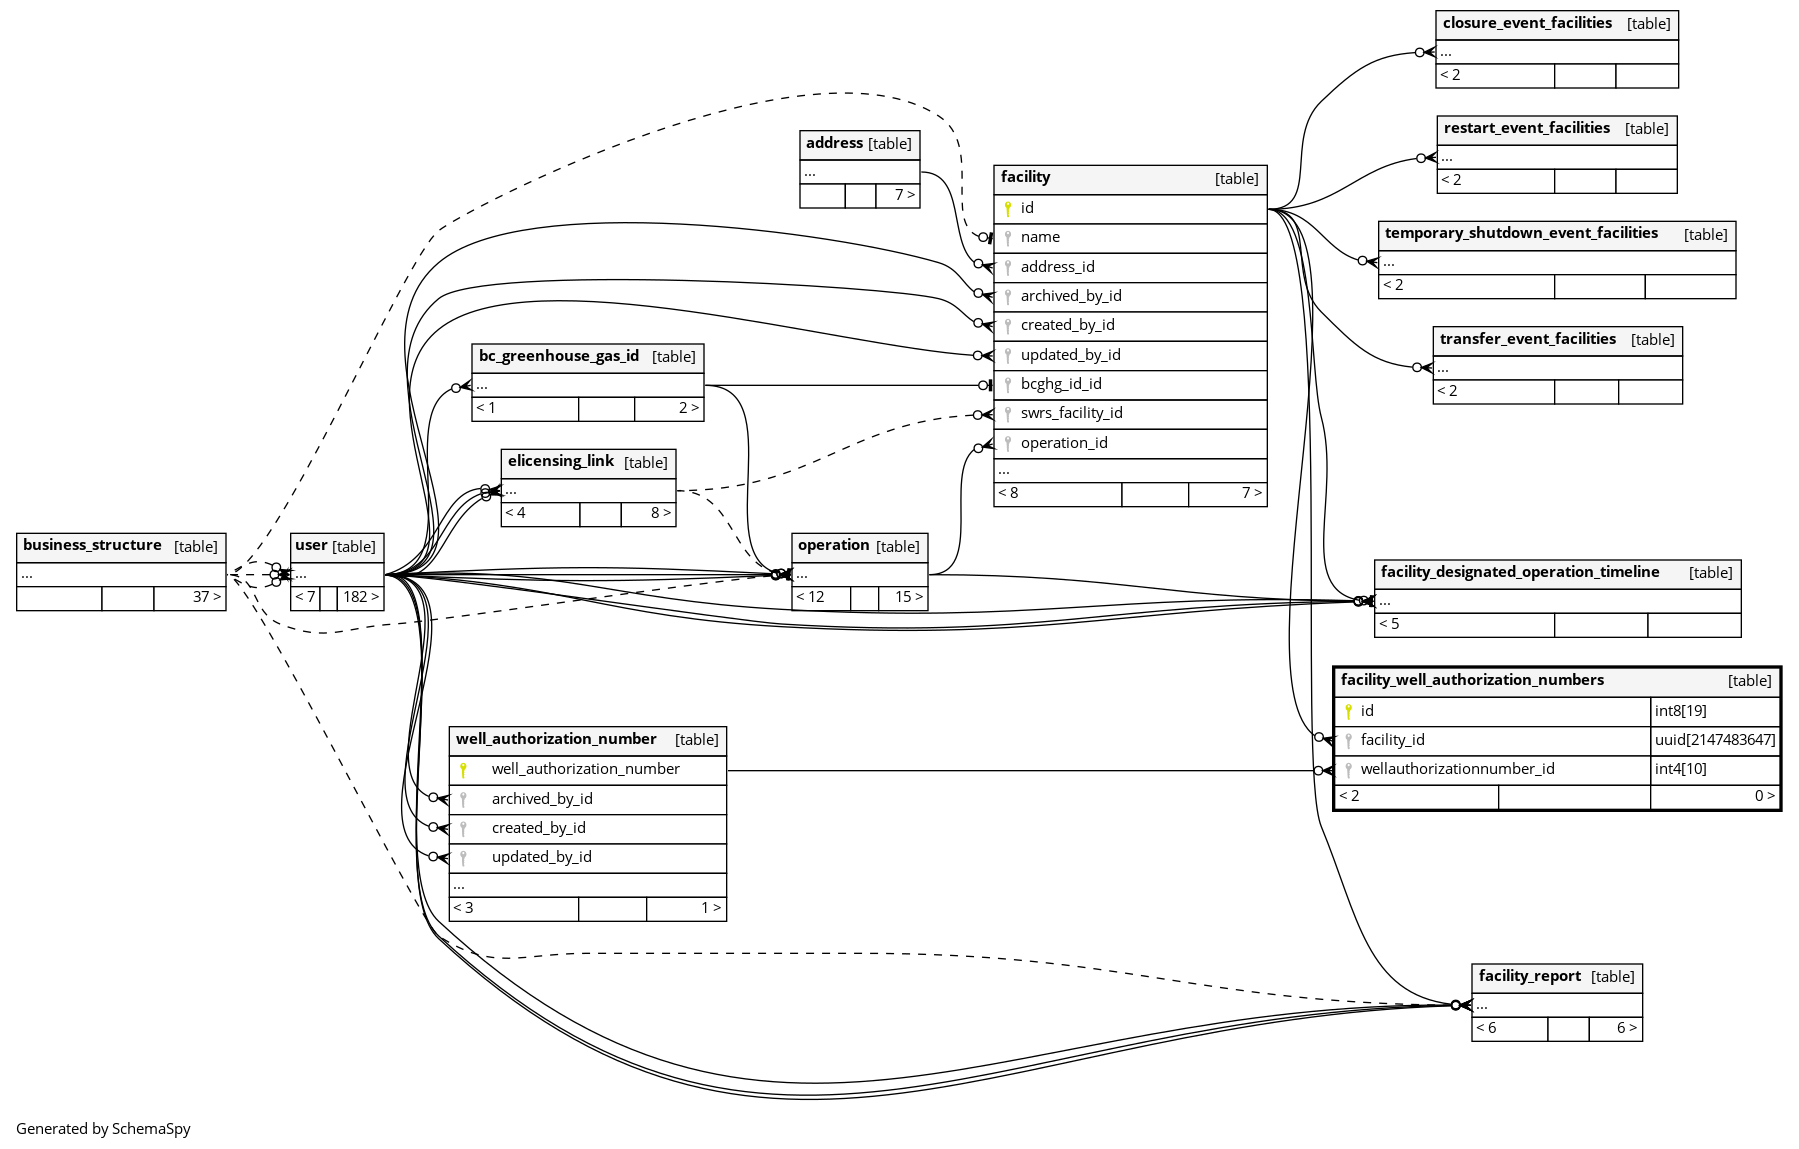 closure_event_facilities [table]
...
< 2
restart_event_facilities [table]
...
< 2
address [table]
...
7 >
facility [table]
id
name
address_id
archived_by_id
created_by_id
updated_by_id
bcghg_id_id
swrs_facility_id
operation_id
...
< 8 7 >
temporary_shutdown_event_facilities [table]
...
< 2
transfer_event_facilities [table]
...
< 2
bc_greenhouse_gas_id [table]
...
< 1 2 >
elicensing_link [table]
...
< 4 8 >
business_structure [table]
...
37 >
user [table]
...
< 7 182 >
operation [table]
...
< 12 15 >
facility_designated_operation_timeline [table]
...
< 5
facility_well_authorization_numbers [table]
id int8[19]
facility_id uuid[2147483647]
wellauthorizationnumber_id int4[10]
< 2 0 >
well_authorization_number [table]
well_authorization_number
archived_by_id
created_by_id
updated_by_id
...
< 3 1 >
facility_report [table]
...
< 6 6 >
Generated by SchemaSpy